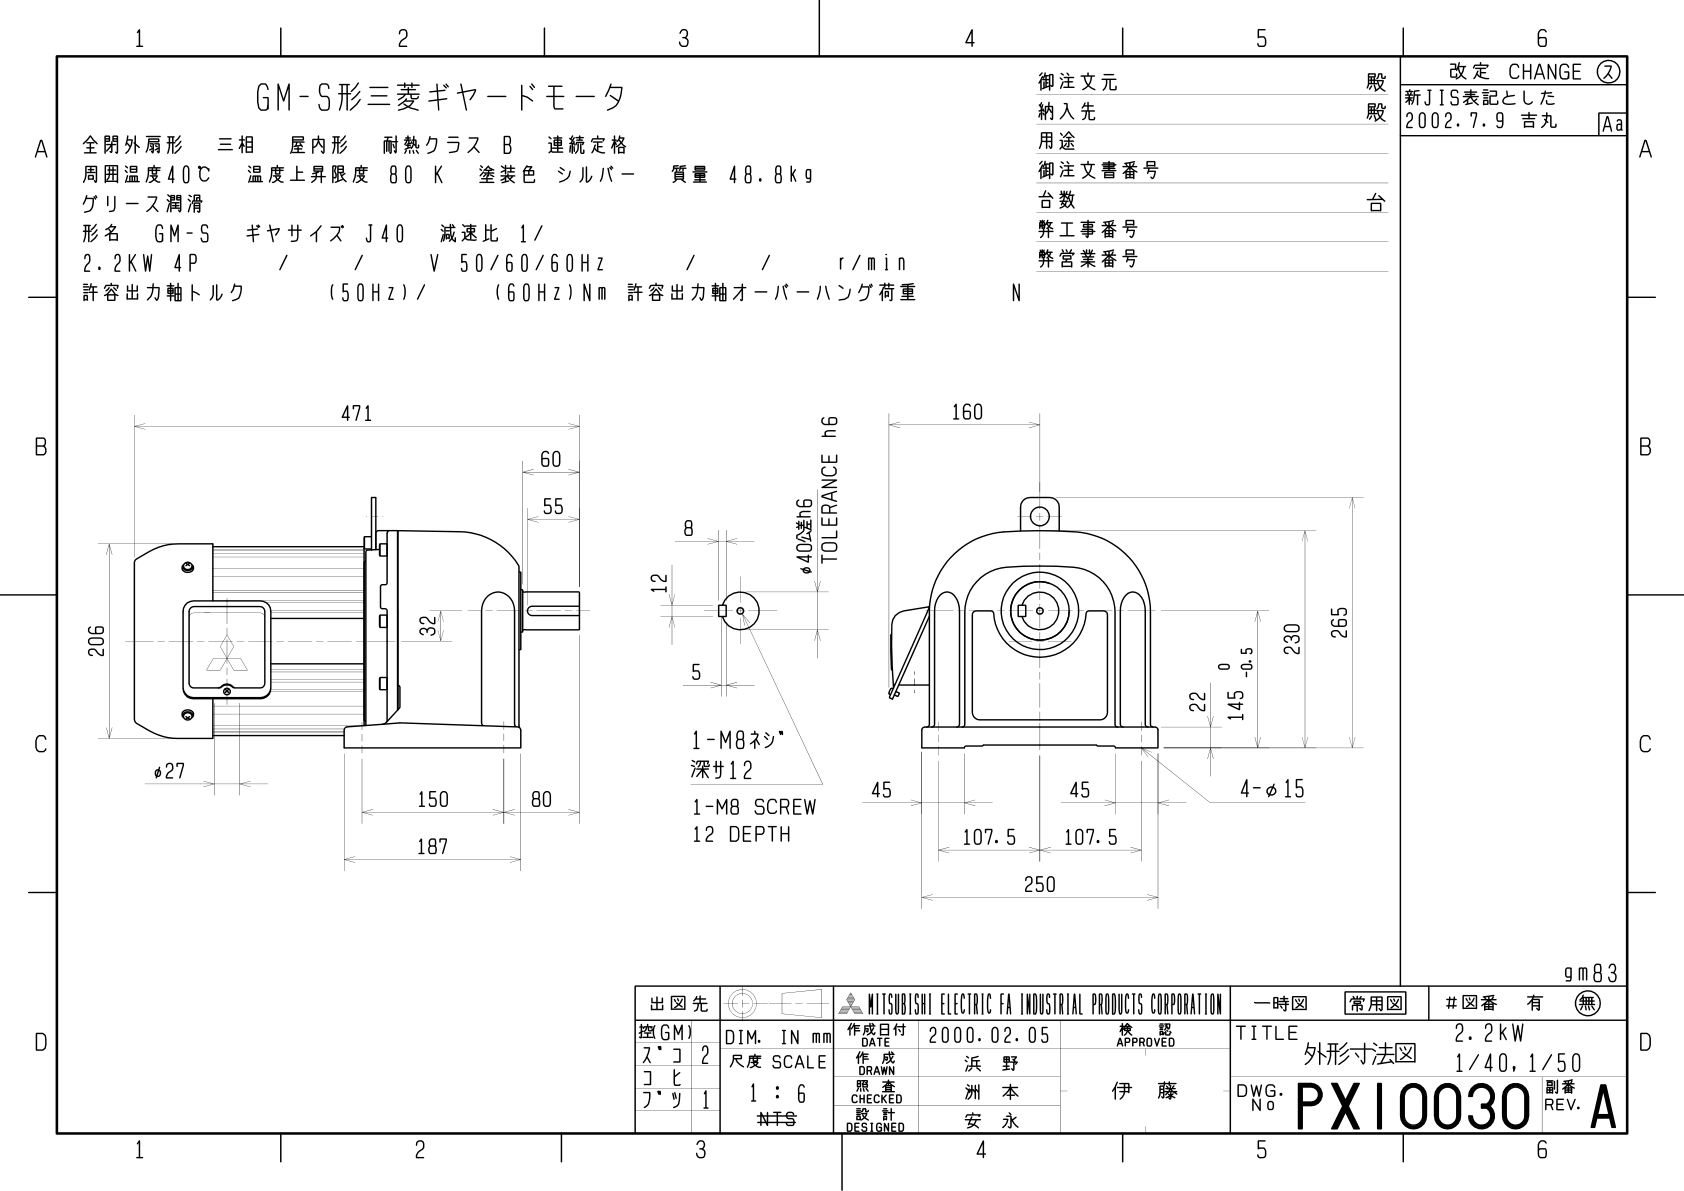 1 2 3 4 5 6
GM-S形三菱ギヤードモータ
全閉外扇形 三相 屋内形 耐熱クラス B 連続定格
周囲温度40℃ 温度上昇限度 80 K 塗装色 シルバー 質量 48.8kg
グリース潤滑
形名 GM-S ギヤサイズ J40 減速比 1/
2.2KW 4P / / V 50/60/60Hz / / r/min
許容出力軸トルク (50Hz)/ (60Hz)Nm 許容出力軸オーバーハング荷重 N
御注文元 殿
納入先 殿
用途
御注文書番号
台数 台
弊工事番号
弊営業番号
改定 CHANGE ス
新JIS表記とした
2002.7.9 吉丸 Aa
A A
B B
C C
D D
471
60
55
206
32
φ27
150 80
187
8
12
5
φ40公差h6
TOLERANCE h6
1-M8ネジ
深サ12
1-M8 SCREW
12 DEPTH
160
265
230
0
145 -0.5
22
45 45
4-φ15
107.5 107.5
250
gm83
出図先
控(GM)
ズコ 2
コヒ
ブツ 1
DIM. IN mm
尺度 SCALE
1 : 6
NTS
MITSUBISHI ELECTRIC FA INDUSTRIAL PRODUCTS CORPORATION
作成日付 DATE 2000.02.05
作成 DRAWN 浜野
照査 CHECKED 洲本
設計 DESIGNED 安永
検認 APPROVED
伊藤
一時図 常用図 #図番 有 無
TITLE 外形寸法図
2.2kW
1/40,1/50
DWG. No PX10030
副番 REV. A
1 2 3 4 5 6